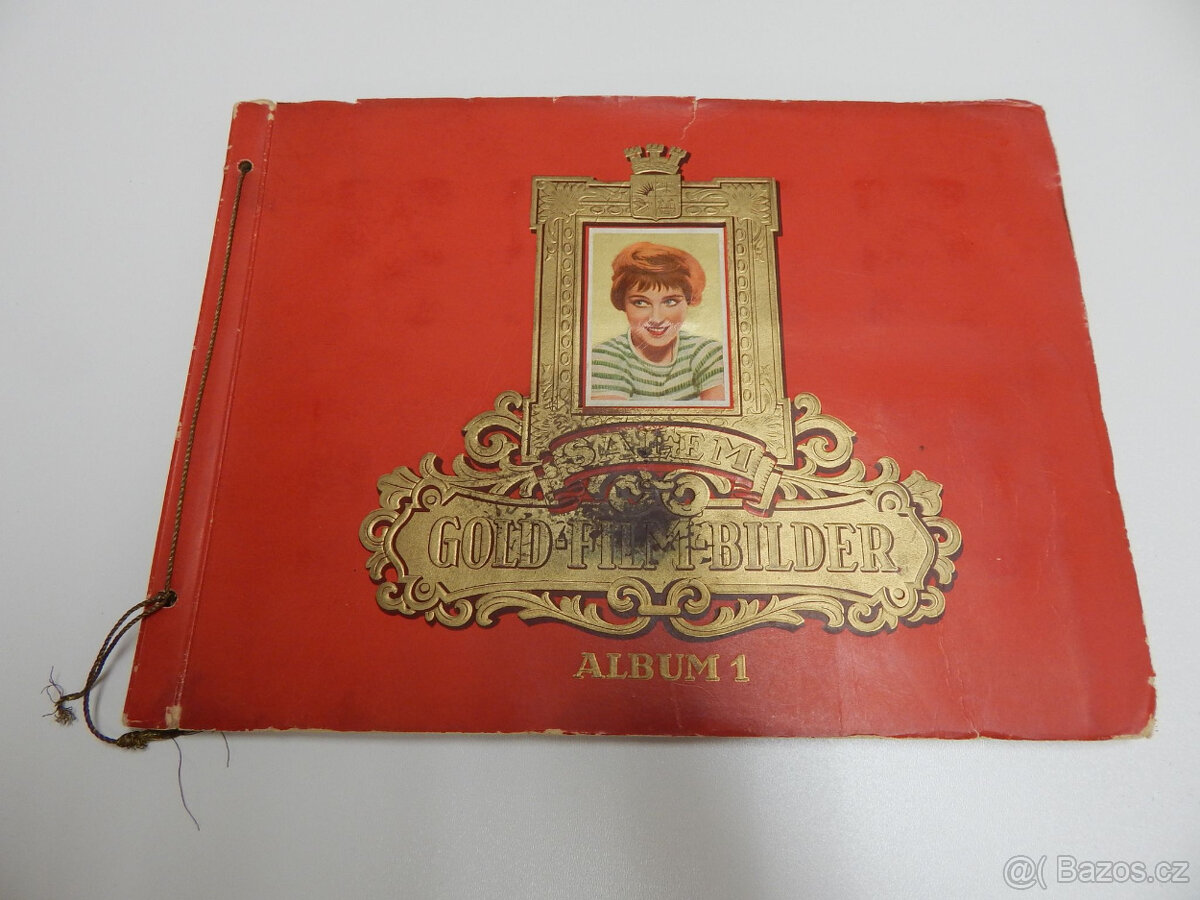 SALEM
GOLD-FILM-BILDER
ALBUM 1
@( Bazos.cz